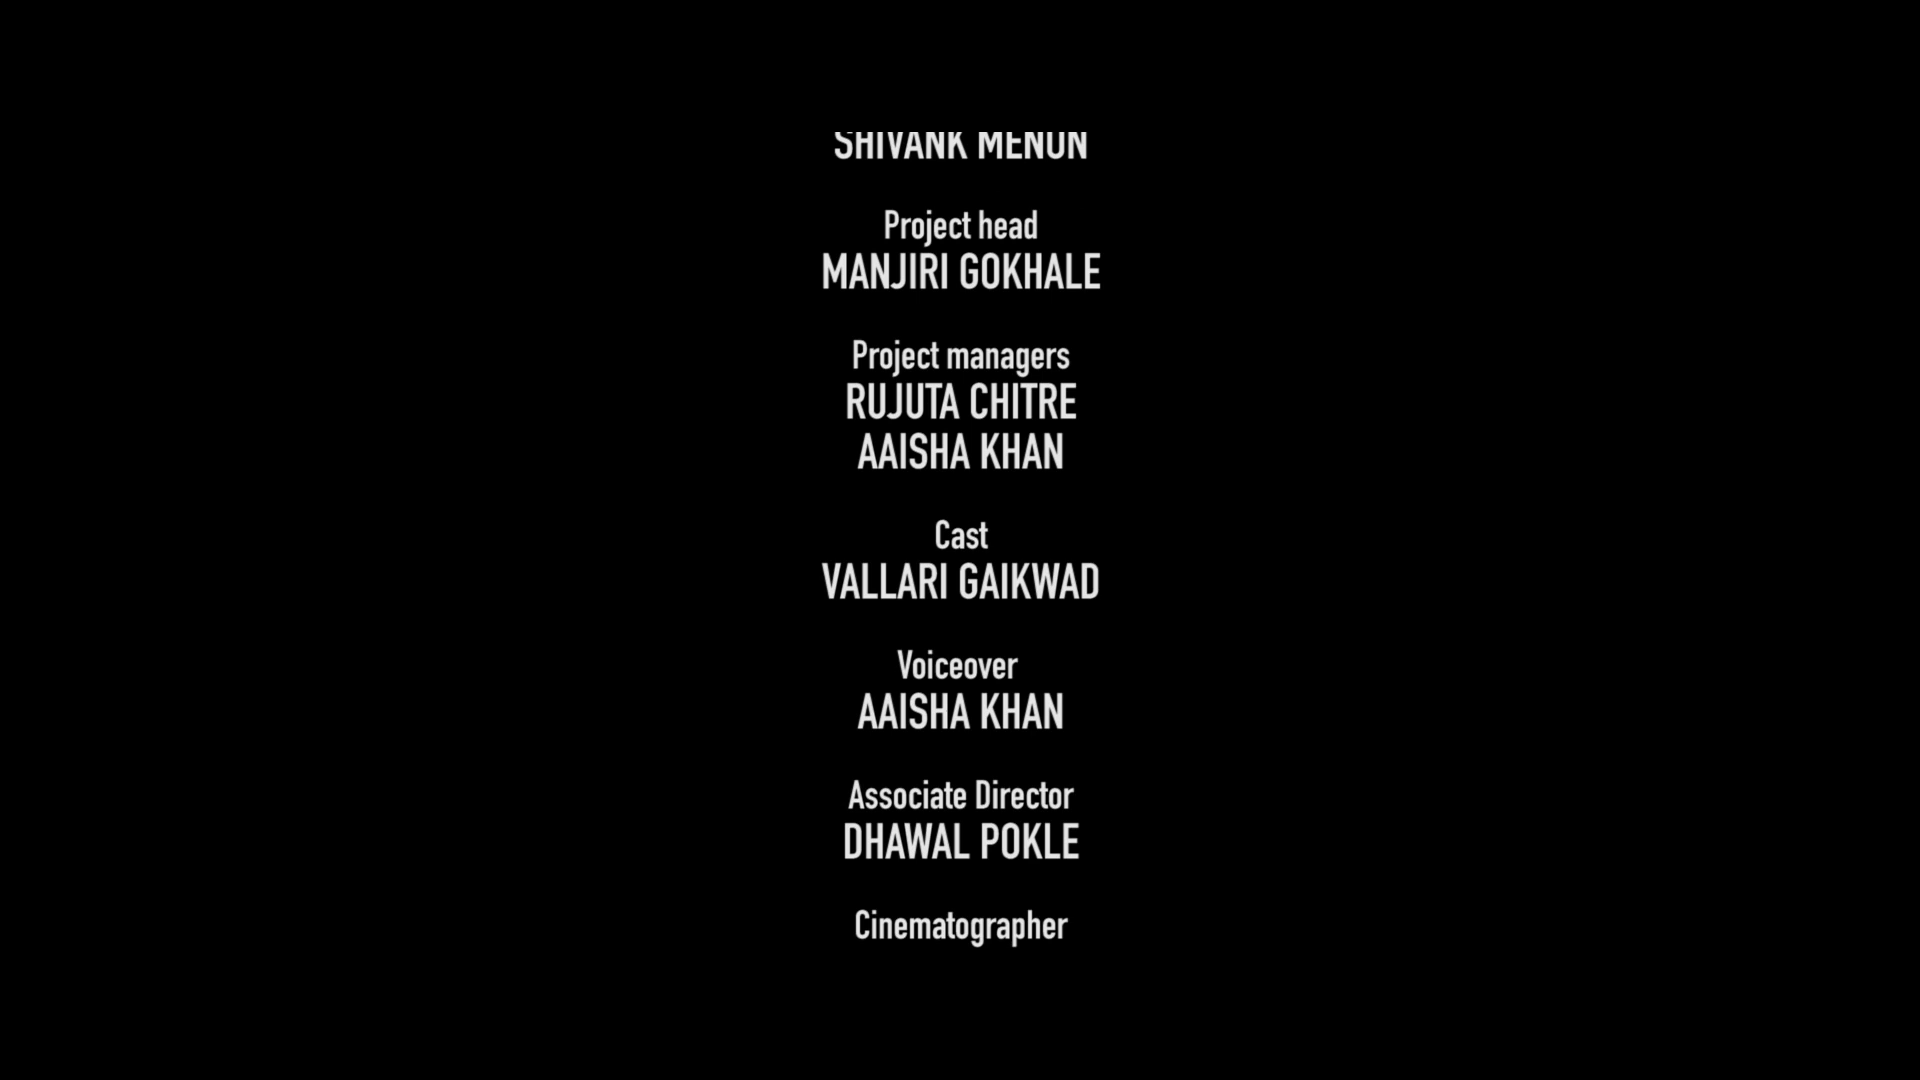 SHIVANK MENON
Project head
MANJIRI GOKHALE
Project managers
RUJUTA CHITRE
AAISHA KHAN
Cast
VALLARI GAIKWAD
Voiceover
AAISHA KHAN
Associate Director
DHAWAL POKLE
Cinematographer